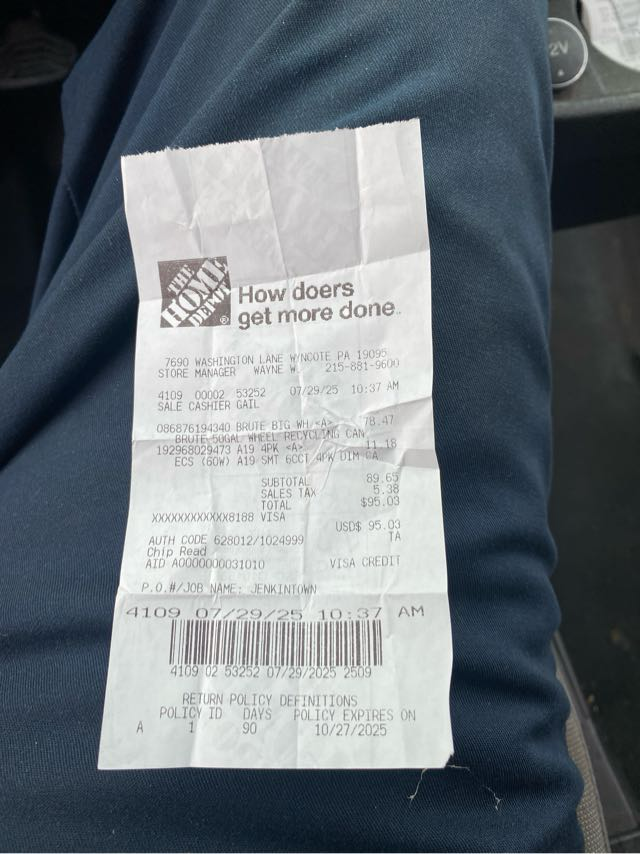 2V
THE
HOME
DEPOT
®
How doers
get more done.
7690 WASHINGTON LANE WYNCOTE PA 19095
STORE MANAGER WAYNE W. 215-881-9600
4109 00002 53252 07/29/25 10:37 AM
SALE CASHIER GAIL
086876194340 BRUTE BIG WH <A> 78.47
BRUTE 50GAL WHEEL RECYCLING CAN
192968029473 A19 4PK <A> 11.18
ECS (60W) A19 SMT 6CCT 4PK DIM CA
SUBTOTAL 89.65
SALES TAX 5.38
TOTAL $95.03
XXXXXXXXXXXX8188 VISA
USD$ 95.03
AUTH CODE 628012/1024999 TA
Chip Read
AID A0000000031010 VISA CREDIT
P.O.#/JOB NAME: JENKINTOWN
4109 07/29/25 10:37 AM
4109 02 53252 07/29/2025 2509
RETURN POLICY DEFINITIONS
POLICY ID DAYS POLICY EXPIRES ON
A 1 90 10/27/2025